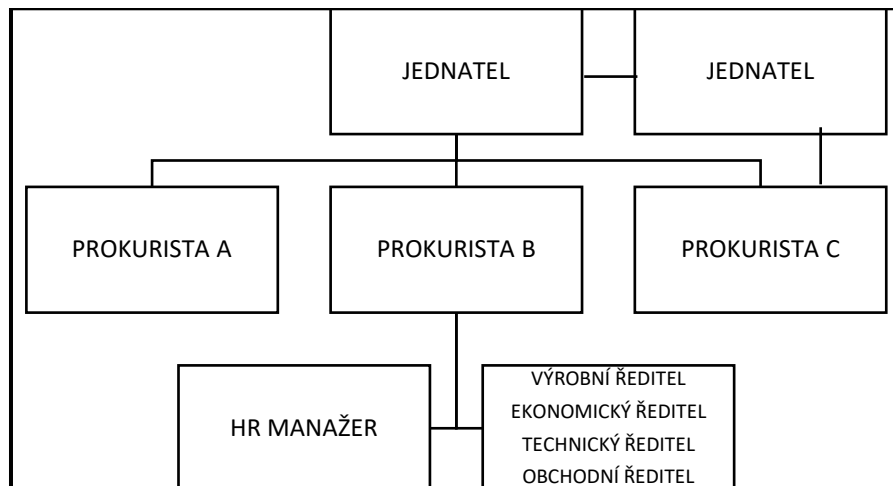 JEDNATEL
JEDNATEL
PROKURISTA A
PROKURISTA B
PROKURISTA C
HR MANAŽER
VÝROBNÍ ŘEDITEL
EKONOMICKÝ ŘEDITEL
TECHNICKÝ ŘEDITEL
OBCHODNÍ ŘEDITEL